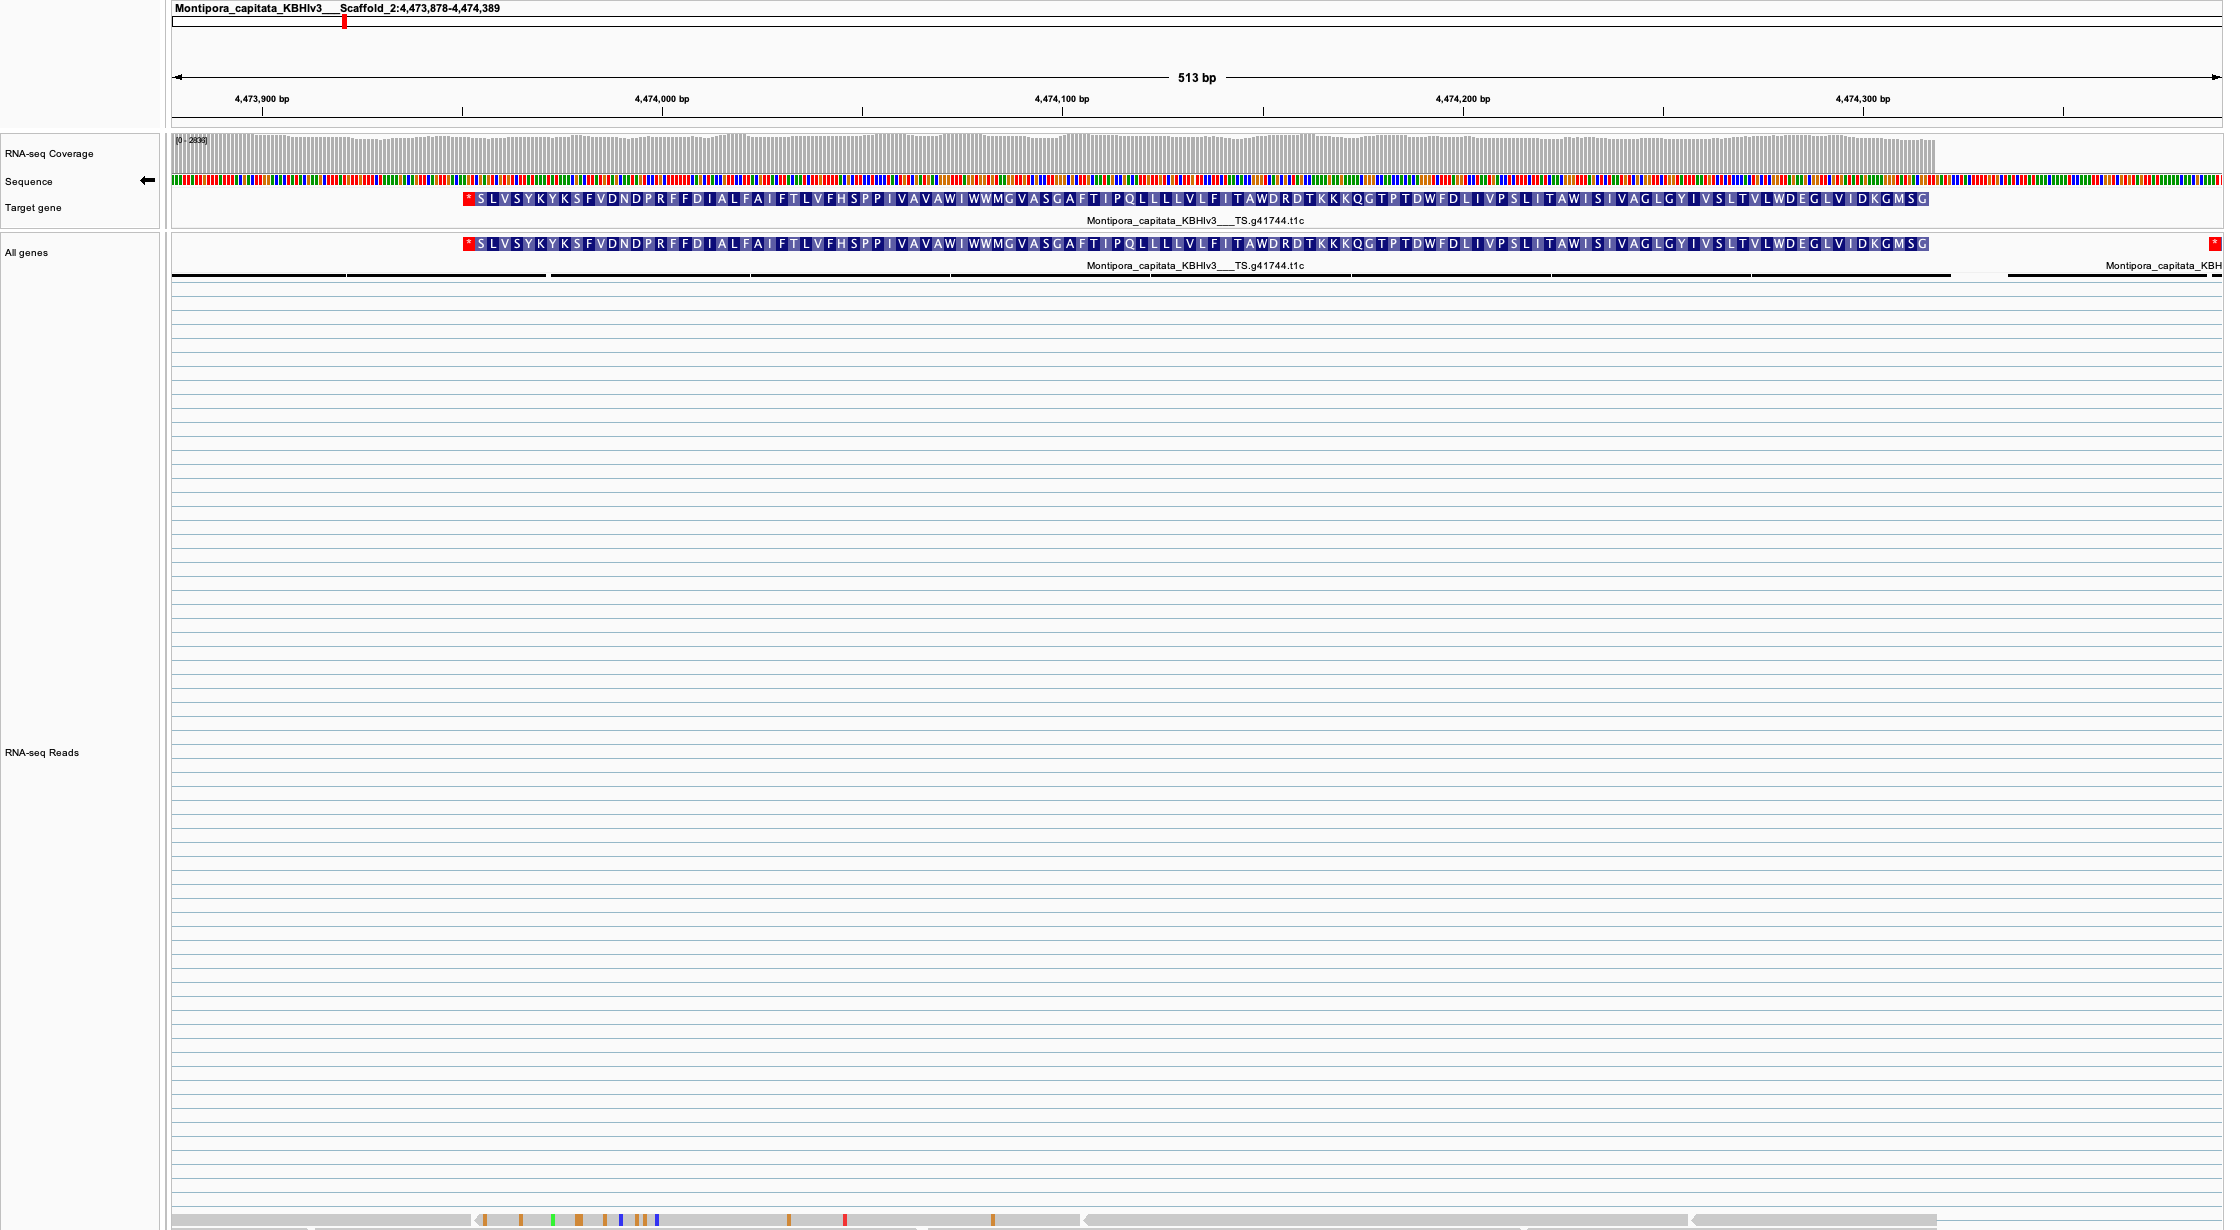 Montipora_capitata_KBHIv3___Scaffold_2:4,473,878-4,474,389
513 bp
4,473,900 bp 4,474,000 bp 4,474,100 bp 4,474,200 bp 4,474,300 bp
RNA-seq Coverage
[0 - 2836]
Sequence
Target gene
* S L V S Y K Y K S F V D N D P R F F D I A L F A I F T L V F H S P P I V A V A W I W W M G V A S G A F T I P Q L L L L V L F I T A W D R D T K K K Q G T P T D W F D L I V P S L I T A W I S I V A G L G Y I V S L T V L W D E G L V I D K G M S G
Montipora_capitata_KBHIv3___TS.g41744.t1c
All genes
* S L V S Y K Y K S F V D N D P R F F D I A L F A I F T L V F H S P P I V A V A W I W W M G V A S G A F T I P Q L L L L V L F I T A W D R D T K K K Q G T P T D W F D L I V P S L I T A W I S I V A G L G Y I V S L T V L W D E G L V I D K G M S G *
Montipora_capitata_KBHIv3___TS.g41744.t1c Montipora_capitata_KBH
RNA-seq Reads